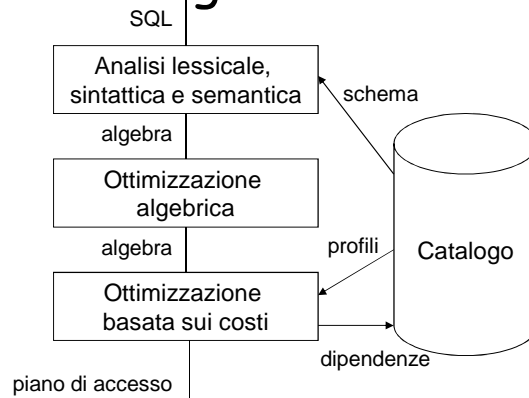 SQL
Analisi lessicale,
sintattica e semantica
schema
algebra
Ottimizzazione
algebrica
algebra
profili
Catalogo
Ottimizzazione
basata sui costi
dipendenze
piano di accesso